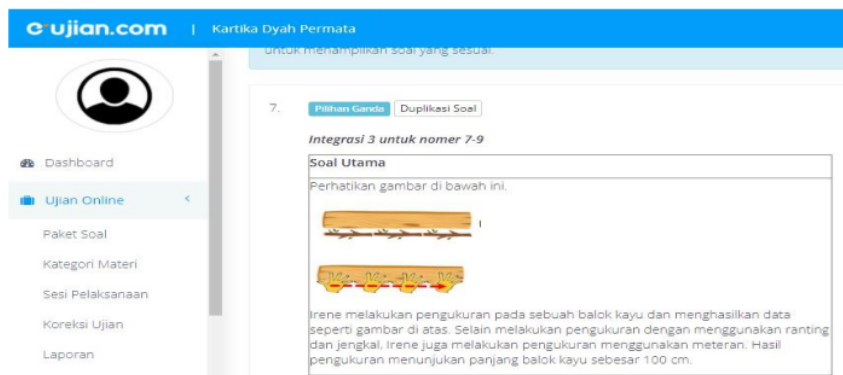 e-ujian.com | Kartika Dyah Permata
untuk menampilkan soal yang sesuai.
7. Pilihan Ganda Duplikasi Soal
Integrasi 3 untuk nomer 7-9
Soal Utama
Perhatikan gambar di bawah ini.
Irene melakukan pengukuran pada sebuah balok kayu dan menghasilkan data
seperti gambar di atas. Selain melakukan pengukuran dengan menggunakan ranting
dan jengkal, Irene juga melakukan pengukuran menggunakan meteran. Hasil
pengukuran menunjukan panjang balok kayu sebesar 100 cm.
Dashboard
Ujian Online
Paket Soal
Kategori Materi
Sesi Pelaksanaan
Koreksi Ujian
Laporan